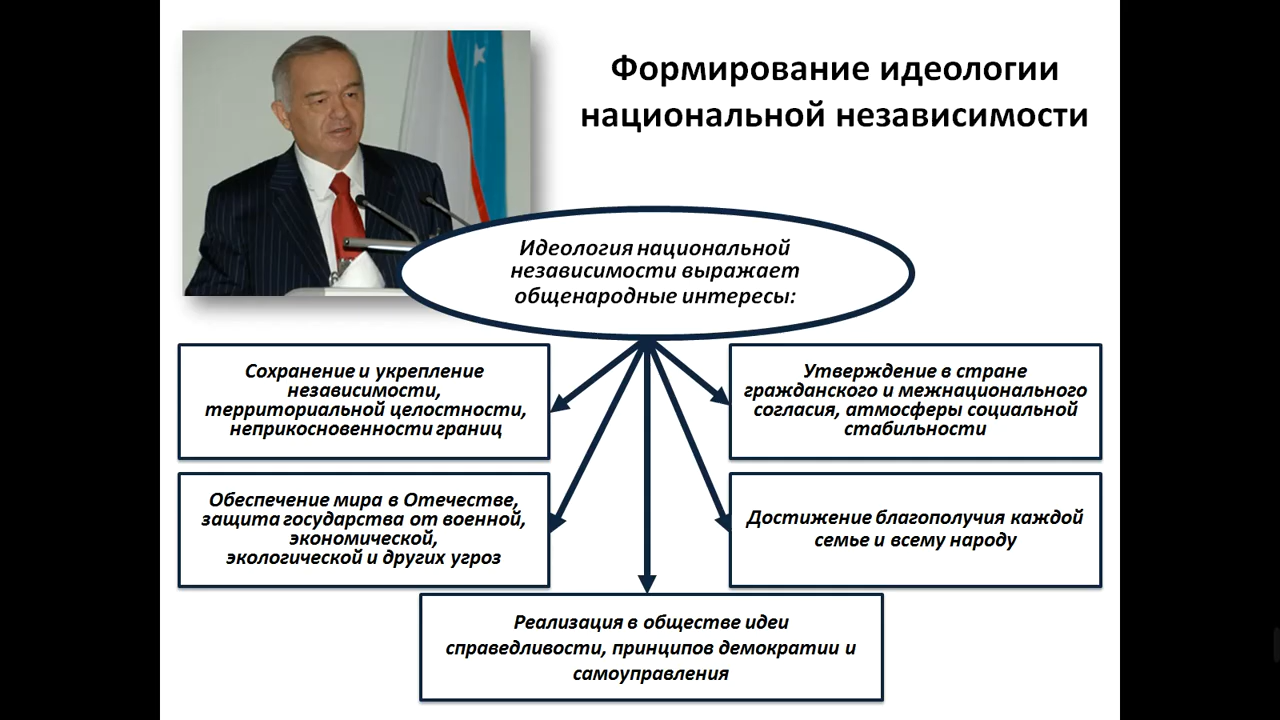 Формирование идеологии
национальной независимости
Идеология национальной
независимости выражает
общенародные интересы:
Сохранение и укрепление
независимости,
территориальной целостности,
неприкосновенности границ
Утверждение в стране
гражданского и межнационального
согласия, атмосферы социальной
стабильности
Обеспечение мира в Отечестве,
защита государства от военной,
экономической,
экологической и других угроз
Достижение благополучия каждой
семье и всему народу
Реализация в обществе идеи
справедливости, принципов демократии и
самоуправления